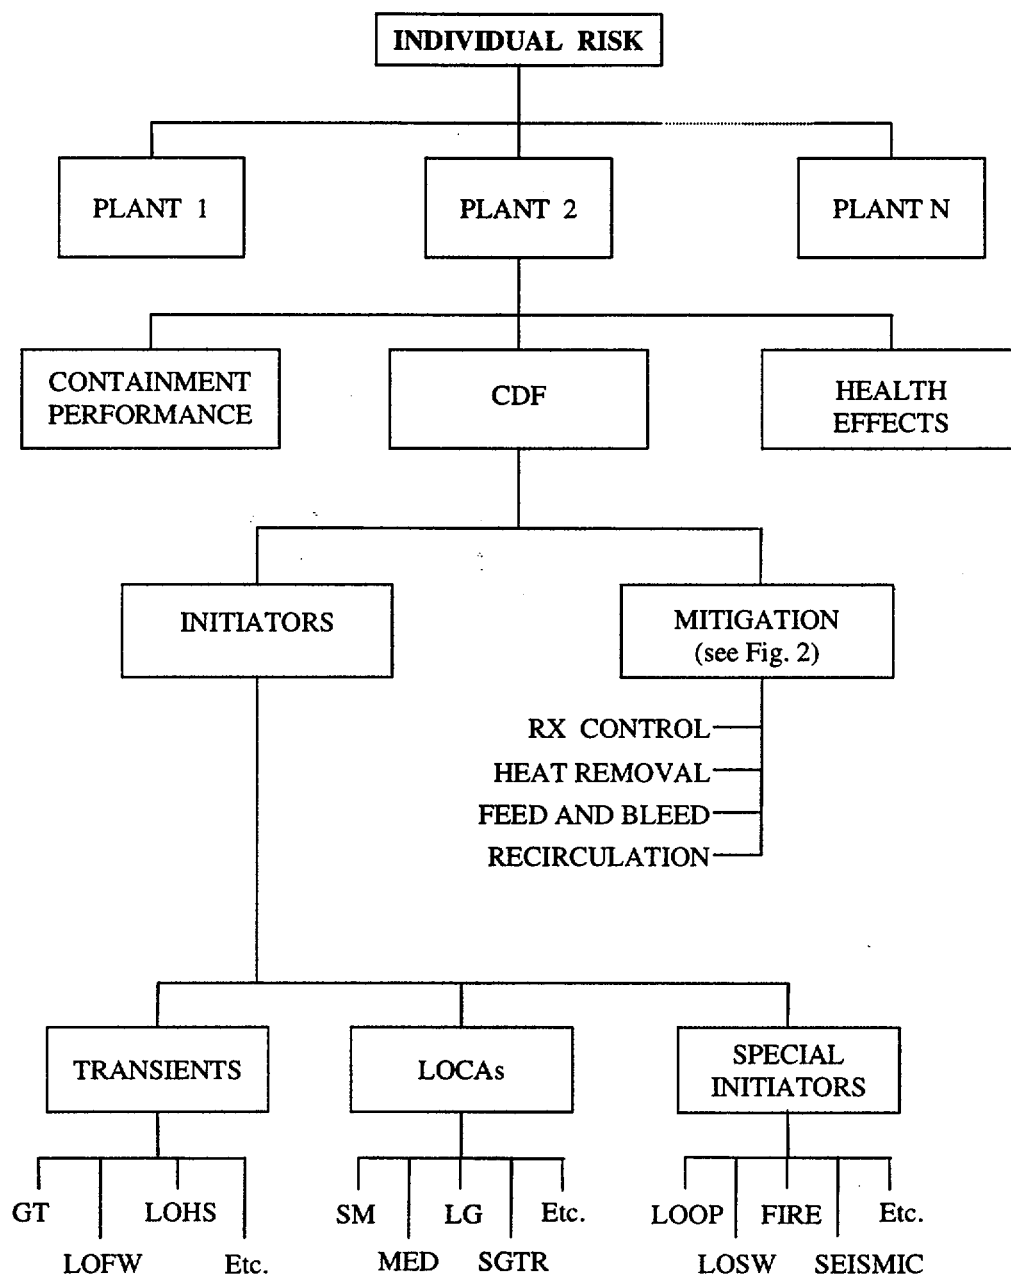 INDIVIDUAL RISK
PLANT 1
PLANT 2
PLANT N
CONTAINMENT
PERFORMANCE
CDF
HEALTH
EFFECTS
INITIATORS
MITIGATION
(see Fig. 2)
RX CONTROL
HEAT REMOVAL
FEED AND BLEED
RECIRCULATION
TRANSIENTS
LOCAs
SPECIAL
INITIATORS
GT
LOFW
LOHS
Etc.
SM
MED
LG
SGTR
Etc.
LOOP
LOSW
FIRE
SEISMIC
Etc.